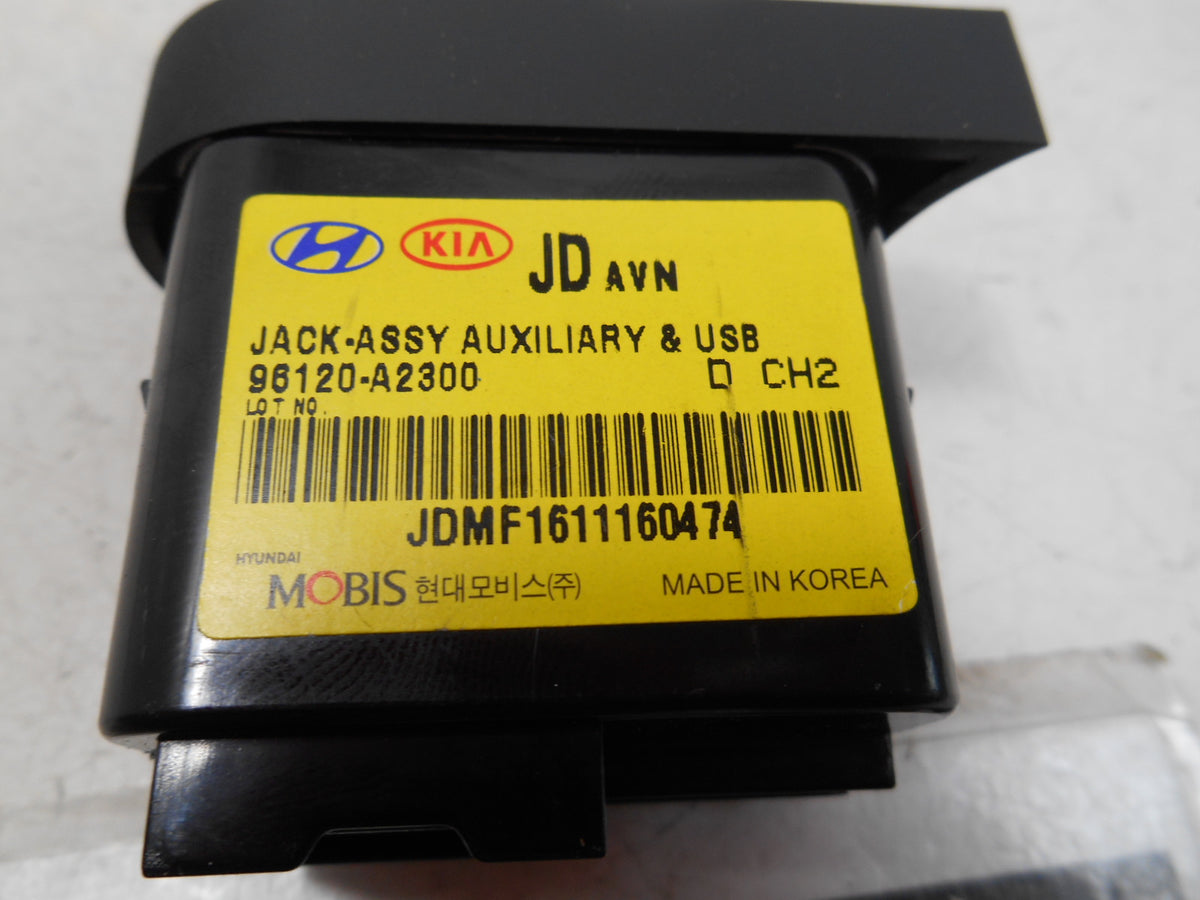 KIA JD AVN
JACK-ASSY AUXILIARY & USB
96120-A2300 D CH2
LOT NO.
JDMF1611160474
HYUNDAI
MOBIS 현대모비스(주) MADE IN KOREA